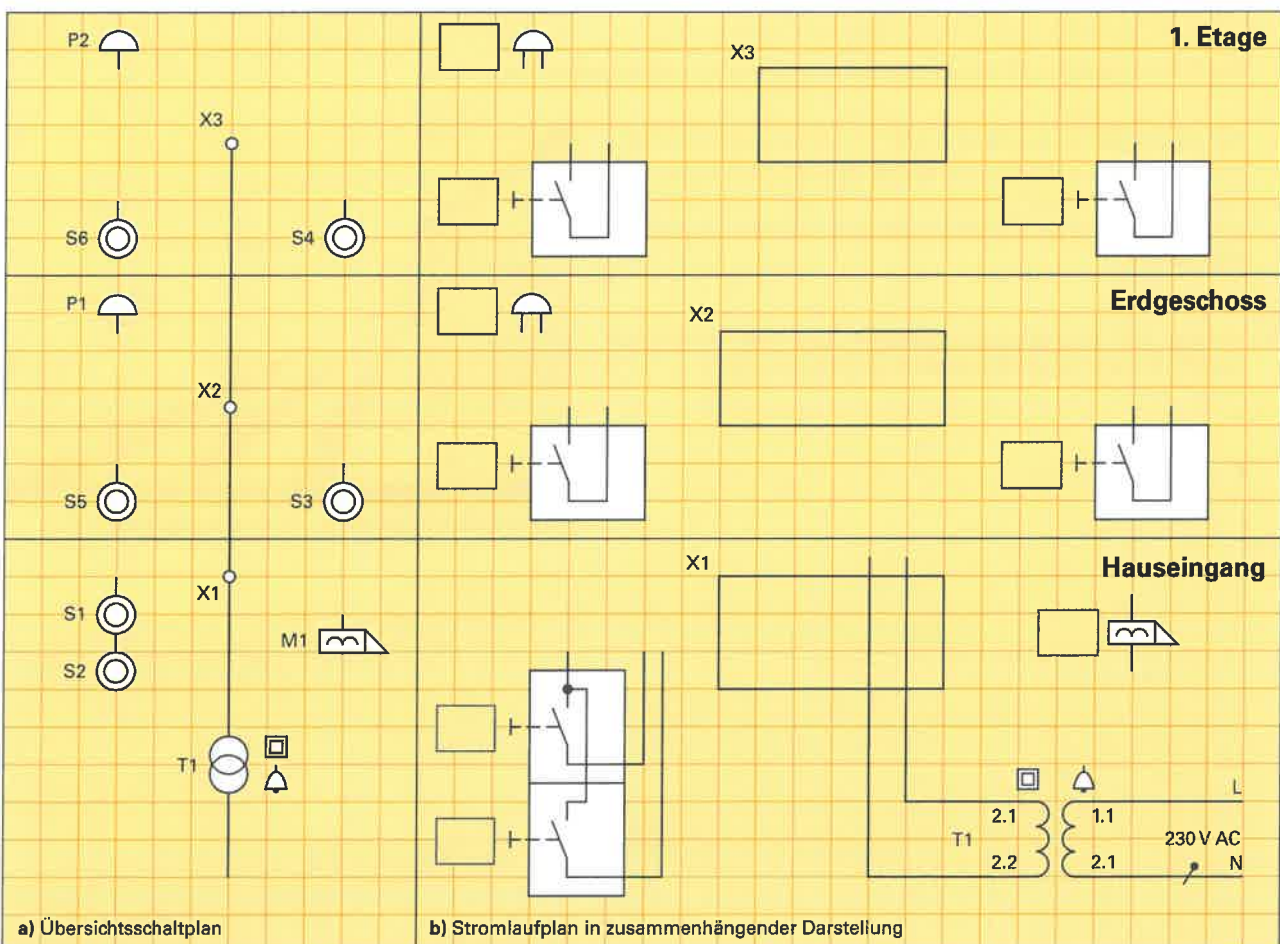 P2
X3
1. Etage
X3
S6
S4
P1
X2
Erdgeschoss
X2
S5
S3
X1
Hauseingang
X1
S1
M1
S2
T1
L
2.1
1.1
T1
230 V AC
2.2
2.1
N
a) Übersichtsschaltplan
b) Stromlaufplan in zusammenhängender Darstellung